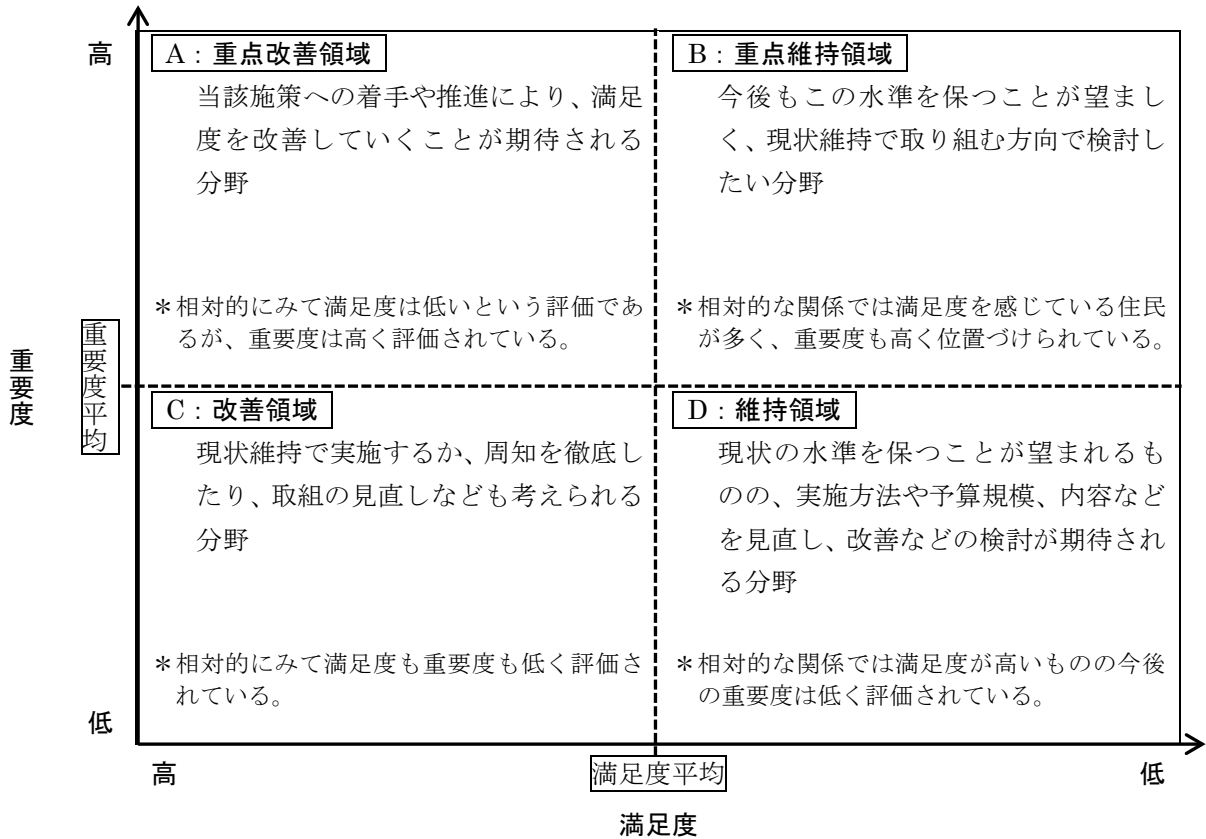 高
A：重点改善領域
当該施策への着手や推進により、満足
度を改善していくことが期待される
分野
＊相対的にみて満足度は低いという評価であ
るが、重要度は高く評価されている。
B：重点維持領域
今後もこの水準を保つことが望まし
く、現状維持で取り組む方向で検討し
たい分野
＊相対的な関係では満足度を感じている住民
が多く、重要度も高く位置づけられている。
重要度
重要度平均
C：改善領域
現状維持で実施するか、周知を徹底し
たり、取組の見直しなども考えられる
分野
＊相対的にみて満足度も重要度も低く評価さ
れている。
D：維持領域
現状の水準を保つことが望まれるも
のの、実施方法や予算規模、内容など
を見直し、改善などの検討が期待され
る分野
＊相対的な関係では満足度が高いものの今後
の重要度は低く評価されている。
低
高
満足度平均
低
満足度